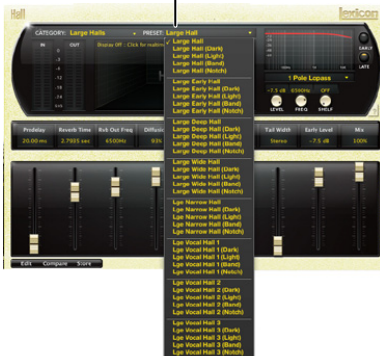 Hall
lexicon
CATEGORY: Large Halls
PRESET: Large Hall
IN
OUT
Display Off : Click for realtime
Large Hall
Large Hall (Dark)
Large Hall (Light)
Large Hall (Band)
Large Hall (Notch)
Large Early Hall
Large Early Hall (Dark)
Large Early Hall (Light)
Large Early Hall (Band)
Large Early Hall (Notch)
Large Deep Hall
Large Deep Hall (Dark)
Large Deep Hall (Light)
Large Deep Hall (Band)
Large Deep Hall (Notch)
Large Wide Hall
Large Wide Hall (Dark)
Large Wide Hall (Light)
Large Wide Hall (Band)
Large Wide Hall (Notch)
Lge Narrow Hall
Lge Narrow Hall (Dark)
Lge Narrow Hall (Light)
Lge Narrow Hall (Band)
Lge Narrow Hall (Notch)
Lge Vocal Hall 1
Lge Vocal Hall 1 (Dark)
Lge Vocal Hall 1 (Light)
Lge Vocal Hall 1 (Band)
Lge Vocal Hall 1 (Notch)
Lge Vocal Hall 2
Lge Vocal Hall 2 (Dark)
Lge Vocal Hall 2 (Light)
Lge Vocal Hall 2 (Band)
Lge Vocal Hall 2 (Notch)
Lge Vocal Hall 3
Lge Vocal Hall 3 (Dark)
Lge Vocal Hall 3 (Light)
Lge Vocal Hall 3 (Band)
Lge Vocal Hall 3 (Notch)
EARLY
LATE
1 Pole Lopass
-7.5 dB 6590Hz OFF
LEVEL FREQ SHELF
Predelay Reverb Time Rvb Out Freq
20.00 ms 2.7985 sec 4500Hz 93%
Tail Width Early Level Mix
Stereo -7.5 dB 100%
Edit Compare Store